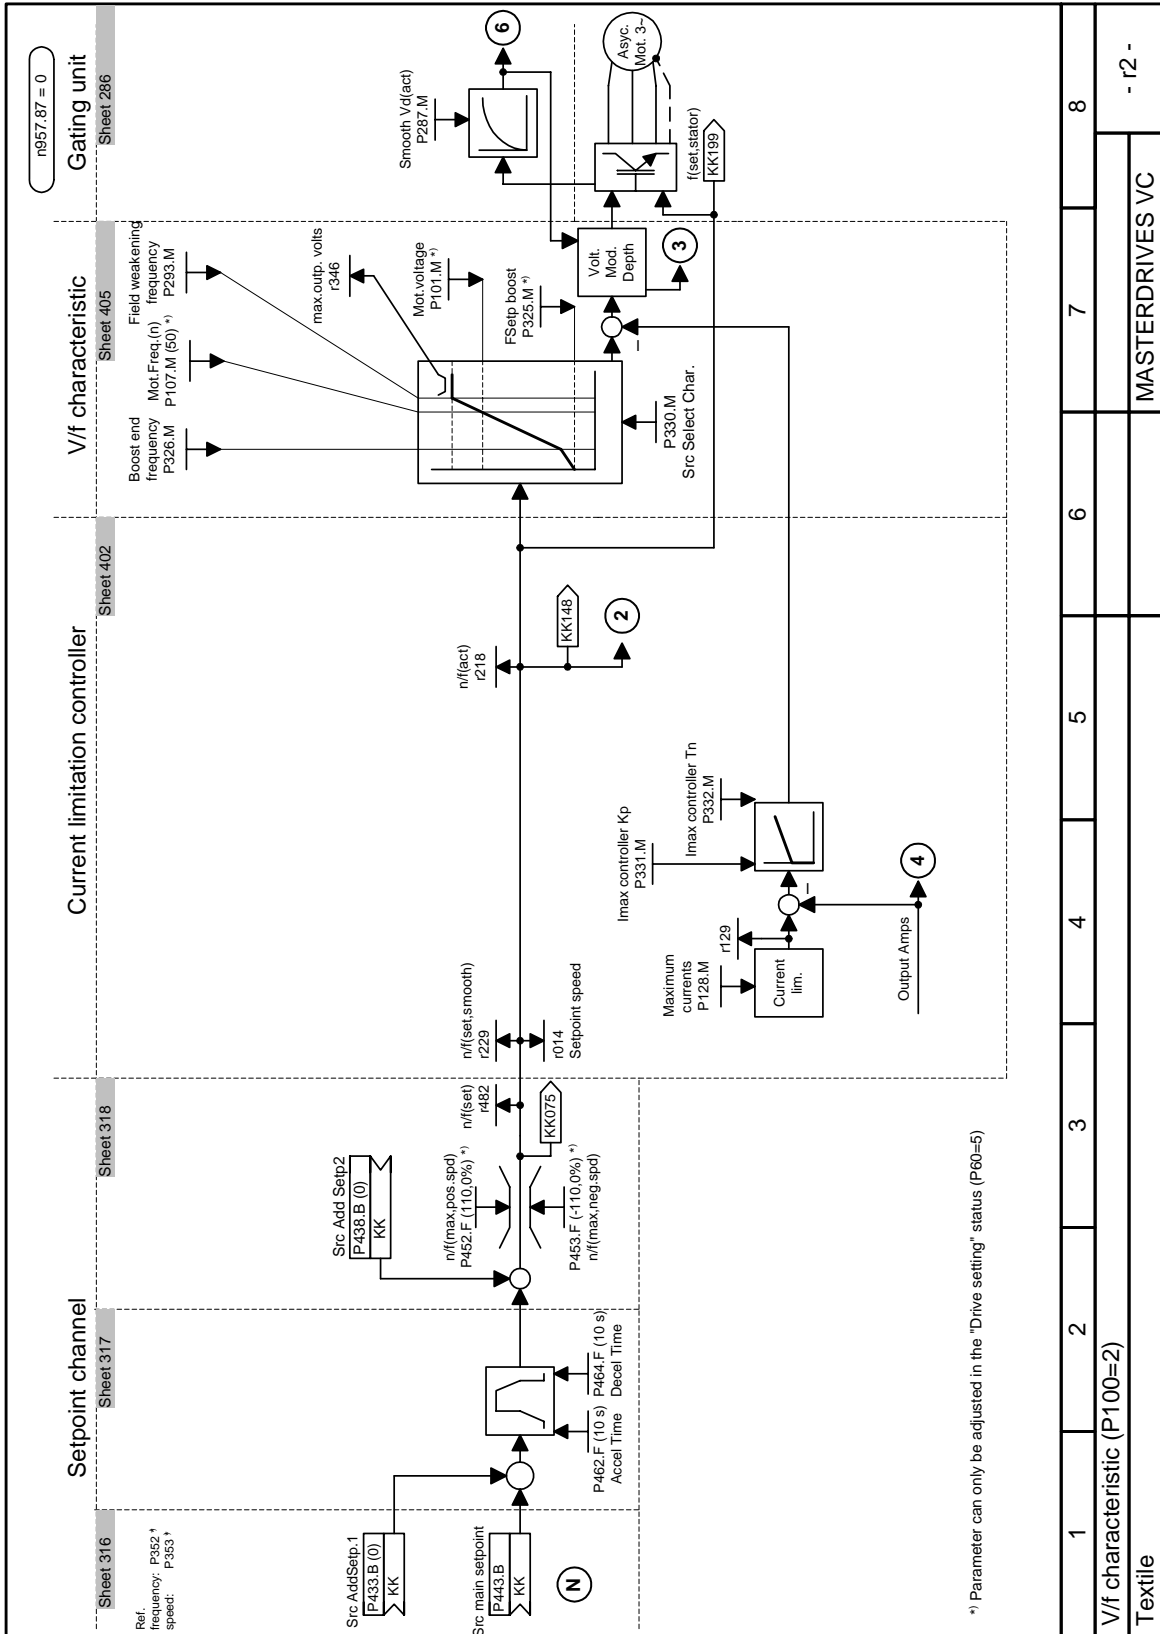 n957.87 = 0
Setpoint channel
Current limitation controller
V/f characteristic
Gating unit
Sheet 316
Sheet 317
Sheet 318
Sheet 402
Sheet 405
Sheet 286
Ref.
frequency: P352 *)
speed: P353 *)
Src AddSetp.1
P433.B (0)
KK
Src main setpoint
P443.B
KK
N
P462.F (10 s)
Accel Time
P464.F (10 s)
Decel Time
Src Add Setp2
P438.B (0)
KK
n/f(max,pos.spd)
P452.F (110,0%) *)
P453.F (-110,0%) *)
n/f(max,neg.spd)
n/f(set)
r482
KK075
n/f(set,smooth)
r229
r014
Setpoint speed
Maximum
currents
P128.M
r129
Current
lim.
Output Amps
4
Imax controller Kp
P331.M
Imax controller Tn
P332.M
n/f(act)
r218
KK148
2
Boost end
frequency
P326.M
Mot.Freq.(n)
P107.M (50) *)
Field weakening
frequency
P293.M
max.outp. volts
r346
Mot.voltage
P101.M *)
FSetp boost
P325.M *)
P330.M
Src Select Char.
Volt.
Mod.
Depth
3
Smooth Vd(act)
P287.M
6
Asyc.
Mot. 3~
f(set,stator)
KK199
*) Parameter can only be adjusted in the "Drive setting" status (P60=5)
1
2
3
4
5
6
7
8
V/f characteristic (P100=2)
Textile
MASTERDRIVES VC
- r2 -